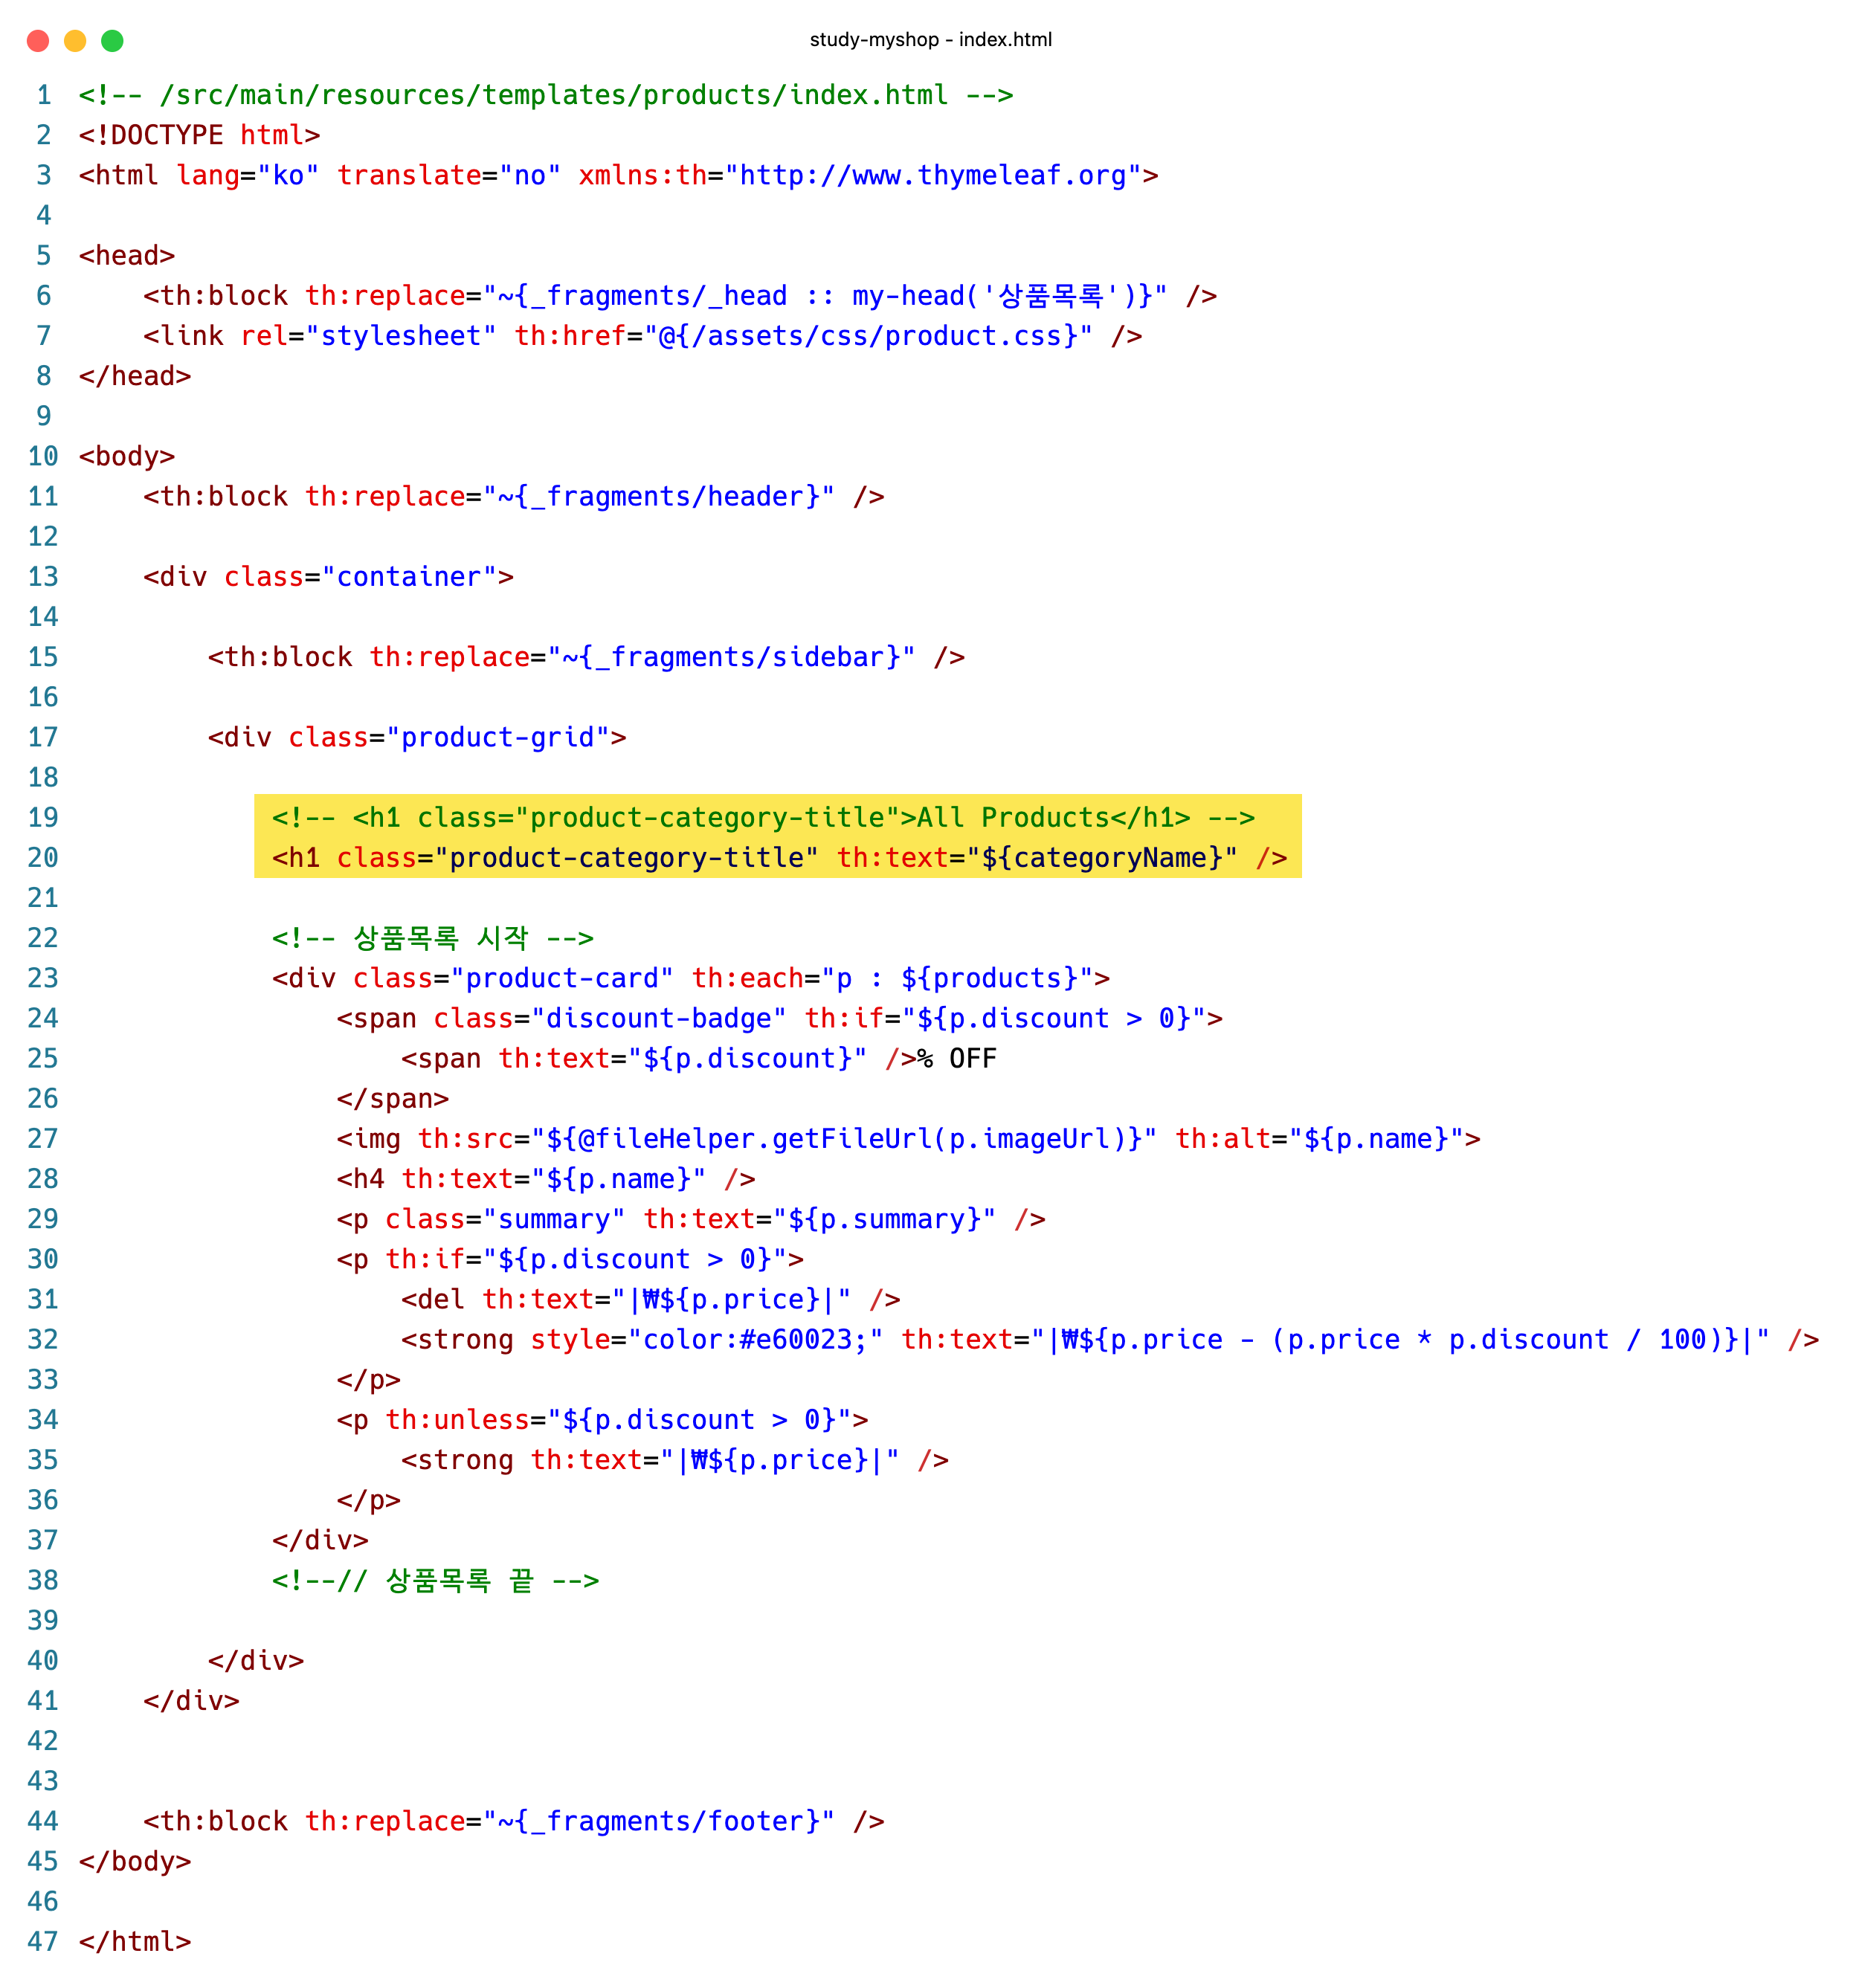 study-myshop - index.html
1 <!-- /src/main/resources/templates/products/index.html -->
2 <!DOCTYPE html>
3 <html lang="ko" translate="no" xmlns:th="http://www.thymeleaf.org">
4
5 <head>
6     <th:block th:replace="~{_fragments/_head :: my-head('상품목록')}" />
7     <link rel="stylesheet" th:href="@{/assets/css/product.css}" />
8 </head>
9
10 <body>
11     <th:block th:replace="~{_fragments/header}" />
12
13     <div class="container">
14
15         <th:block th:replace="~{_fragments/sidebar}" />
16
17         <div class="product-grid">
18
19             <!-- <h1 class="product-category-title">All Products</h1> -->
20             <h1 class="product-category-title" th:text="${categoryName}" />
21
22             <!-- 상품목록 시작 -->
23             <div class="product-card" th:each="p : ${products}">
24                 <span class="discount-badge" th:if="${p.discount > 0}">
25                     <span th:text="${p.discount}" />% OFF
26                 </span>
27                 <img th:src="${@fileHelper.getFileUrl(p.imageUrl)}" th:alt="${p.name}">
28                 <h4 th:text="${p.name}" />
29                 <p class="summary" th:text="${p.summary}" />
30                 <p th:if="${p.discount > 0}">
31                     <del th:text="|₩${p.price}|" />
32                     <strong style="color:#e60023;" th:text="|₩${p.price - (p.price * p.discount / 100)}|" />
33                 </p>
34                 <p th:unless="${p.discount > 0}">
35                     <strong th:text="|₩${p.price}|" />
36                 </p>
37             </div>
38             <!--// 상품목록 끝 -->
39
40         </div>
41     </div>
42
43
44     <th:block th:replace="~{_fragments/footer}" />
45 </body>
46
47 </html>